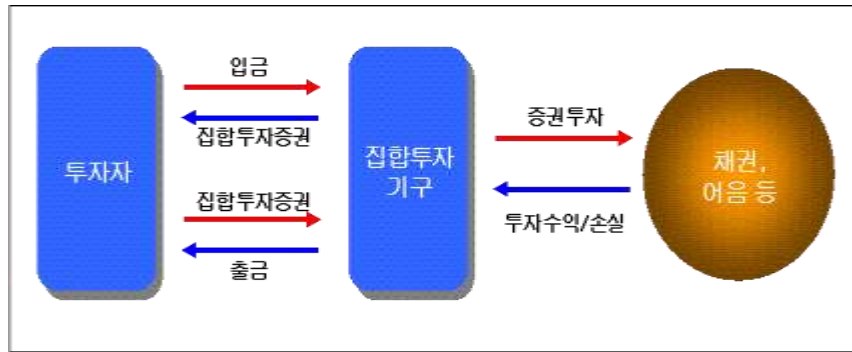 입금
집합투자증권
투자자
집합투자증권
출금
집합투자
기구
증권투자
투자수익/손실
채권,
어음 등